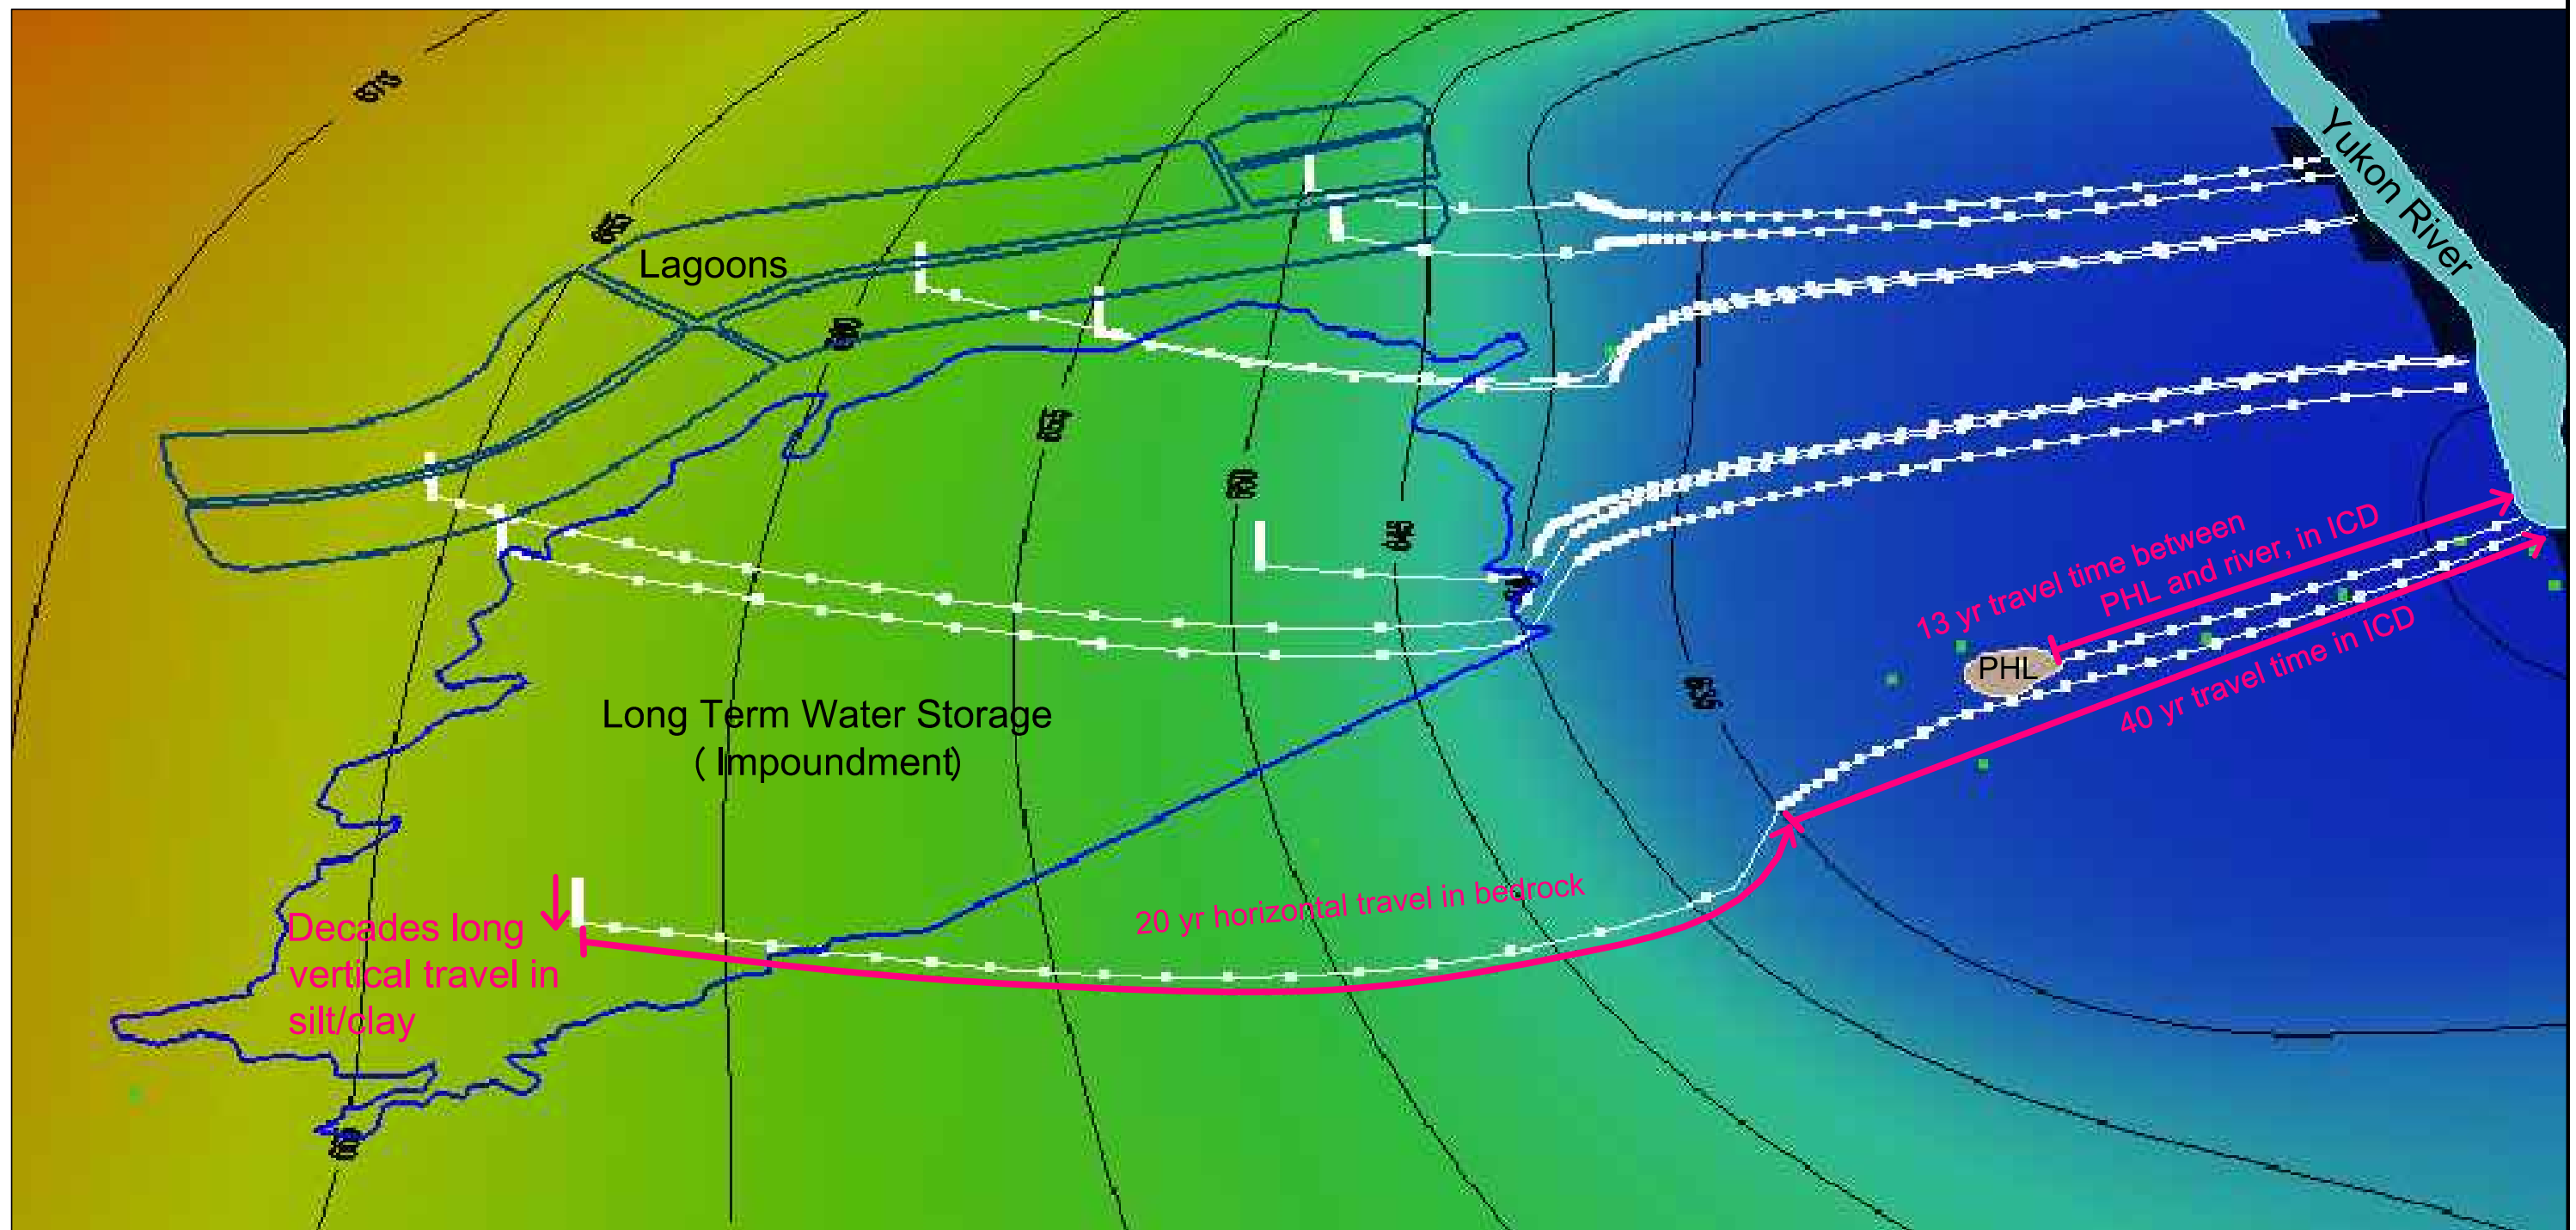 Yukon River
Lagoons
13 yr travel time between
PHL and river, in ICD
PHL
40 yr travel time in ICD
Long Term Water Storage
( Impoundment)
20 yr horizontal travel in bedrock
Decades long
vertical travel in
silt/clay